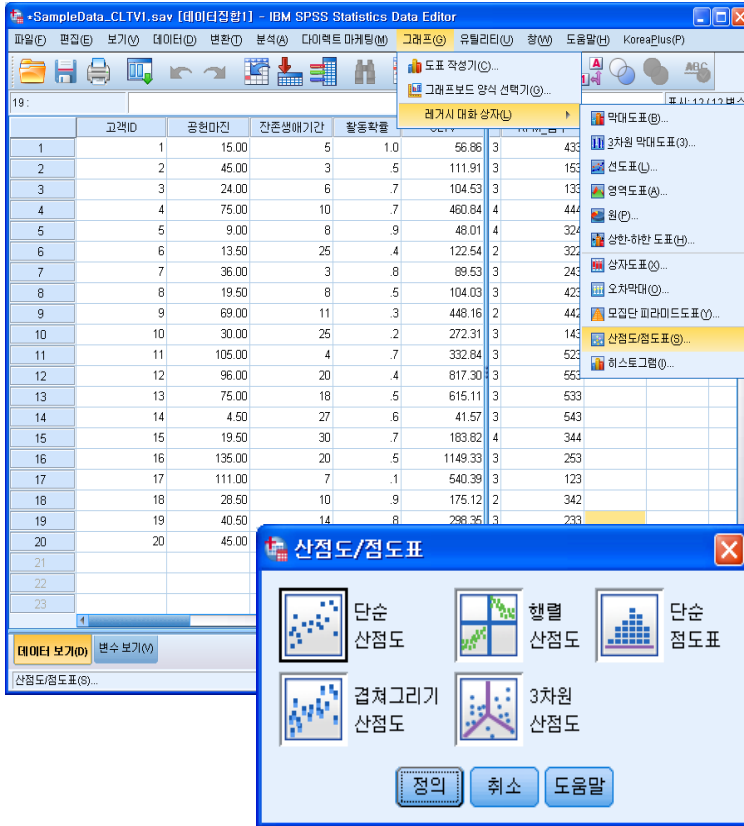 *SampleData_CLTV1.sav [데이터집합1] - IBM SPSS Statistics Data Editor
파일(F) 편집(E) 보기(V) 데이터(D) 변환(T) 분석(A) 다이렉트 마케팅(M) 그래프(G) 유틸리티(U) 창(W) 도움말(H) KoreaPlus(P)
도표 작성기(C)...
그래프보드 양식 선택기(G)...
레거시 대화 상자(L)
막대도표(B)...
3차원 막대도표(3)...
선도표(L)...
영역도표(A)...
원(P)...
상한-하한 도표(H)...
상자도표(X)...
오차막대(O)...
모집단 피라미드도표(Y)...
산점도/점도표(S)...
히스토그램(I)...
19 :
고객ID 공헌마진 잔존생애기간 활동확률
1 1 15.00 5 1.0 56.86 3 433
2 2 45.00 3 .5 111.91 3 153
3 3 24.00 6 .7 104.53 3 133
4 4 75.00 10 .7 460.84 4 444
5 5 9.00 8 .9 48.01 4 324
6 6 13.50 25 .4 122.54 2 322
7 7 36.00 3 .8 89.53 3 243
8 8 19.50 8 .5 104.03 3 423
9 9 69.00 11 .3 448.16 2 442
10 10 30.00 25 .2 272.31 3 143
11 11 105.00 4 .7 332.84 3 523
12 12 96.00 20 .4 817.30 3 553
13 13 75.00 18 .5 615.11 3 533
14 14 4.50 27 .6 41.57 3 543
15 15 19.50 30 .7 183.82 4 344
16 16 135.00 20 .5 1149.33 3 253
17 17 111.00 7 .1 540.39 3 123
18 18 28.50 10 .9 175.12 2 342
19 19 40.50 14 .8 298.35 3 233
20 20 45.00
21
22
23
데이터 보기(D) 변수 보기(V)
산점도/점도표(S)...
산점도/점도표
단순 산점도
행렬 산점도
단순 점도표
겹쳐그리기 산점도
3차원 산점도
정의 취소 도움말